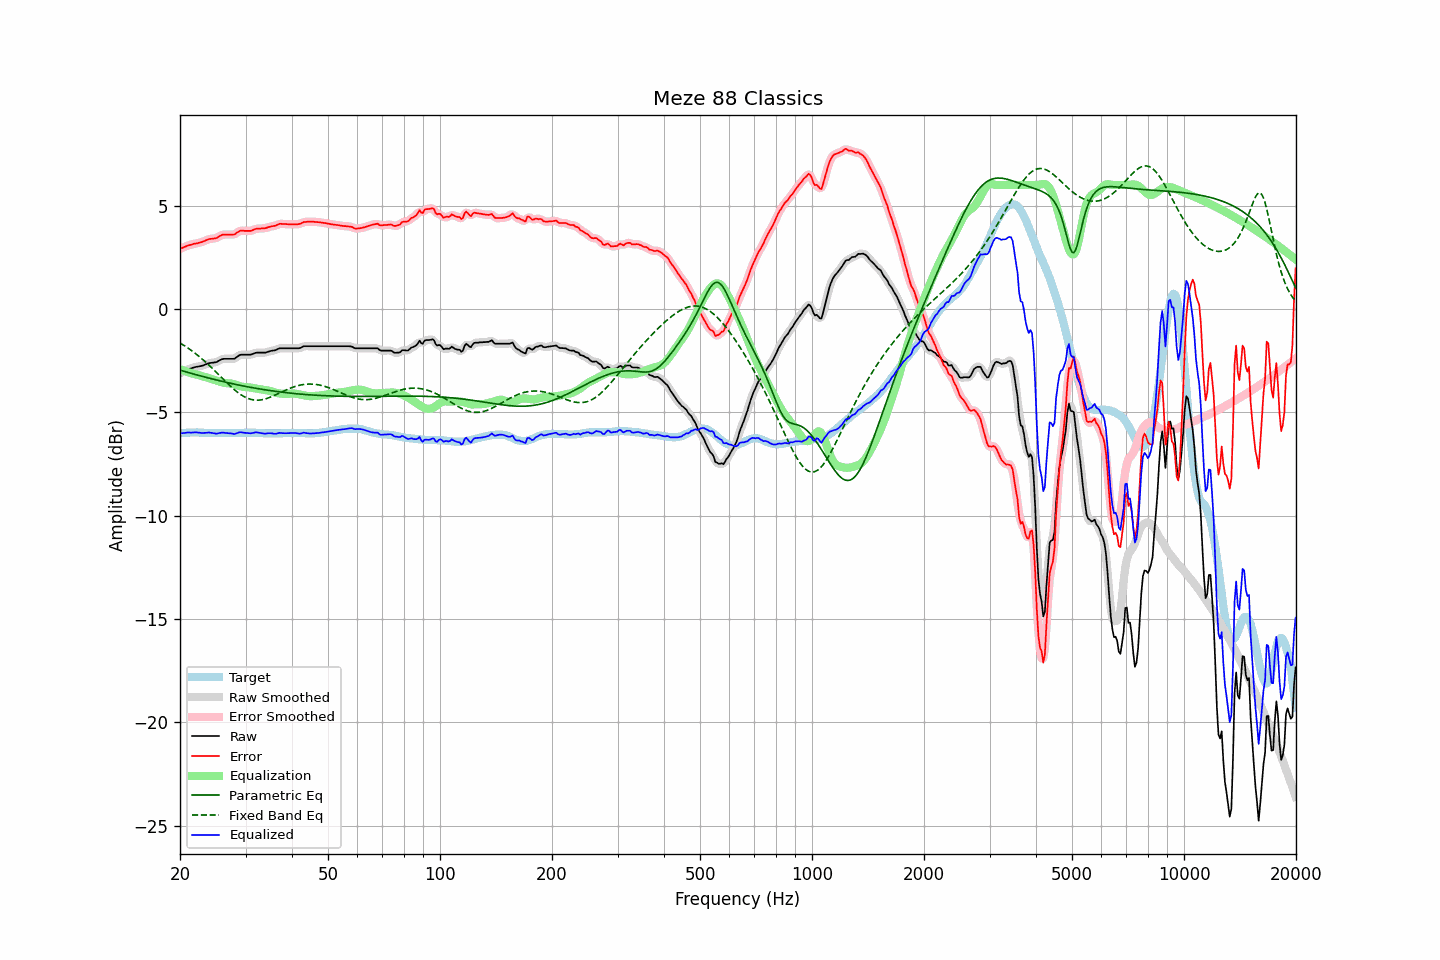 Meze 88 Classics
Amplitude (dBr)
5
0
−5
−10
−15
−20
−25
Target
Raw Smoothed
Error Smoothed
Raw
Error
Equalization
Parametric Eq
Fixed Band Eq
Equalized
20 50 100 200 500 1000 2000 5000 10000 20000
Frequency (Hz)